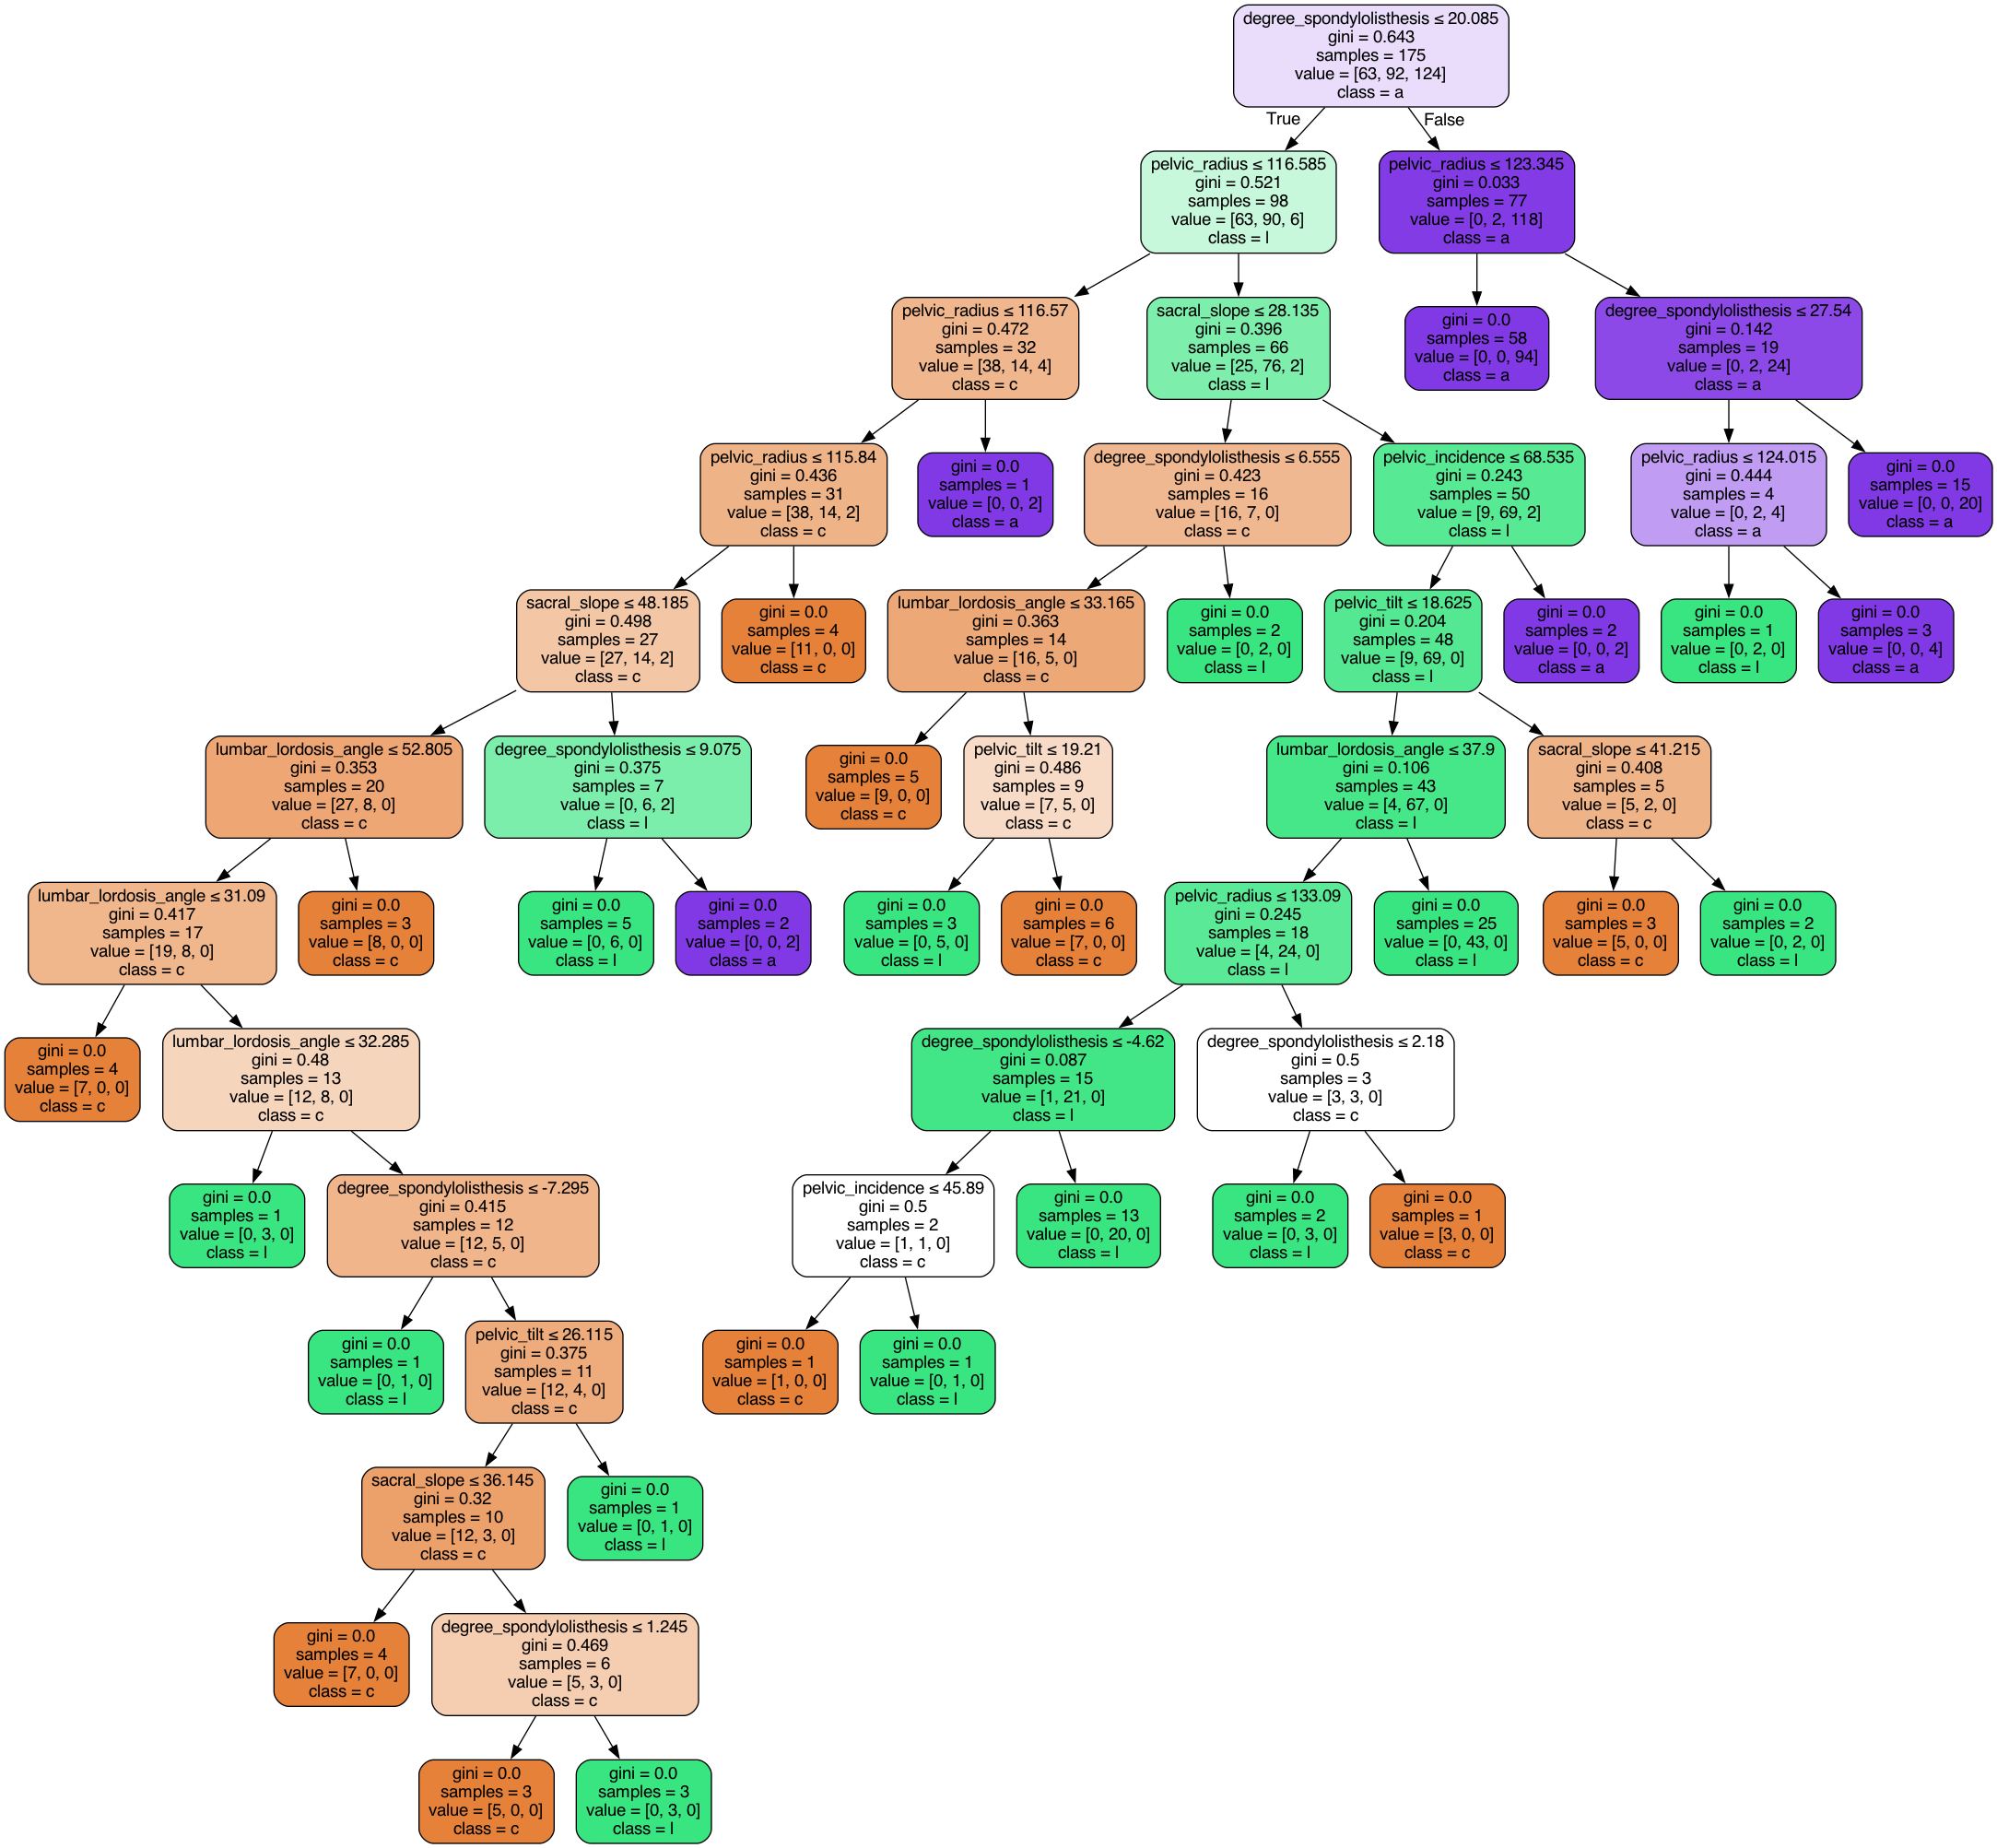 degree_spondylolisthesis ≤ 20.085
gini = 0.643
samples = 175
value = [63, 92, 124]
class = a
True
False
pelvic_radius ≤ 116.585
gini = 0.521
samples = 98
value = [63, 90, 6]
class = l
pelvic_radius ≤ 123.345
gini = 0.033
samples = 77
value = [0, 2, 118]
class = a
pelvic_radius ≤ 116.57
gini = 0.472
samples = 32
value = [38, 14, 4]
class = c
sacral_slope ≤ 28.135
gini = 0.396
samples = 66
value = [25, 76, 2]
class = l
gini = 0.0
samples = 58
value = [0, 0, 94]
class = a
degree_spondylolisthesis ≤ 27.54
gini = 0.142
samples = 19
value = [0, 2, 24]
class = a
pelvic_radius ≤ 115.84
gini = 0.436
samples = 31
value = [38, 14, 2]
class = c
gini = 0.0
samples = 1
value = [0, 0, 2]
class = a
degree_spondylolisthesis ≤ 6.555
gini = 0.423
samples = 16
value = [16, 7, 0]
class = c
pelvic_incidence ≤ 68.535
gini = 0.243
samples = 50
value = [9, 69, 2]
class = l
pelvic_radius ≤ 124.015
gini = 0.444
samples = 4
value = [0, 2, 4]
class = a
gini = 0.0
samples = 15
value = [0, 0, 20]
class = a
sacral_slope ≤ 48.185
gini = 0.498
samples = 27
value = [27, 14, 2]
class = c
gini = 0.0
samples = 4
value = [11, 0, 0]
class = c
lumbar_lordosis_angle ≤ 33.165
gini = 0.363
samples = 14
value = [16, 5, 0]
class = c
gini = 0.0
samples = 2
value = [0, 2, 0]
class = l
pelvic_tilt ≤ 18.625
gini = 0.204
samples = 48
value = [9, 69, 0]
class = l
gini = 0.0
samples = 2
value = [0, 0, 2]
class = a
gini = 0.0
samples = 1
value = [0, 2, 0]
class = l
gini = 0.0
samples = 3
value = [0, 0, 4]
class = a
lumbar_lordosis_angle ≤ 52.805
gini = 0.353
samples = 20
value = [27, 8, 0]
class = c
degree_spondylolisthesis ≤ 9.075
gini = 0.375
samples = 7
value = [0, 6, 2]
class = l
gini = 0.0
samples = 5
value = [9, 0, 0]
class = c
pelvic_tilt ≤ 19.21
gini = 0.486
samples = 9
value = [7, 5, 0]
class = c
lumbar_lordosis_angle ≤ 37.9
gini = 0.106
samples = 43
value = [4, 67, 0]
class = l
sacral_slope ≤ 41.215
gini = 0.408
samples = 5
value = [5, 2, 0]
class = c
lumbar_lordosis_angle ≤ 31.09
gini = 0.417
samples = 17
value = [19, 8, 0]
class = c
gini = 0.0
samples = 3
value = [8, 0, 0]
class = c
gini = 0.0
samples = 5
value = [0, 6, 0]
class = l
gini = 0.0
samples = 2
value = [0, 0, 2]
class = a
gini = 0.0
samples = 3
value = [0, 5, 0]
class = l
gini = 0.0
samples = 6
value = [7, 0, 0]
class = c
pelvic_radius ≤ 133.09
gini = 0.245
samples = 18
value = [4, 24, 0]
class = l
gini = 0.0
samples = 25
value = [0, 43, 0]
class = l
gini = 0.0
samples = 3
value = [5, 0, 0]
class = c
gini = 0.0
samples = 2
value = [0, 2, 0]
class = l
gini = 0.0
samples = 4
value = [7, 0, 0]
class = c
lumbar_lordosis_angle ≤ 32.285
gini = 0.48
samples = 13
value = [12, 8, 0]
class = c
degree_spondylolisthesis ≤ -4.62
gini = 0.087
samples = 15
value = [1, 21, 0]
class = l
degree_spondylolisthesis ≤ 2.18
gini = 0.5
samples = 3
value = [3, 3, 0]
class = c
gini = 0.0
samples = 1
value = [0, 3, 0]
class = l
degree_spondylolisthesis ≤ -7.295
gini = 0.415
samples = 12
value = [12, 5, 0]
class = c
pelvic_incidence ≤ 45.89
gini = 0.5
samples = 2
value = [1, 1, 0]
class = c
gini = 0.0
samples = 13
value = [0, 20, 0]
class = l
gini = 0.0
samples = 2
value = [0, 3, 0]
class = l
gini = 0.0
samples = 1
value = [3, 0, 0]
class = c
gini = 0.0
samples = 1
value = [0, 1, 0]
class = l
pelvic_tilt ≤ 26.115
gini = 0.375
samples = 11
value = [12, 4, 0]
class = c
gini = 0.0
samples = 1
value = [1, 0, 0]
class = c
gini = 0.0
samples = 1
value = [0, 1, 0]
class = l
sacral_slope ≤ 36.145
gini = 0.32
samples = 10
value = [12, 3, 0]
class = c
gini = 0.0
samples = 1
value = [0, 1, 0]
class = l
gini = 0.0
samples = 4
value = [7, 0, 0]
class = c
degree_spondylolisthesis ≤ 1.245
gini = 0.469
samples = 6
value = [5, 3, 0]
class = c
gini = 0.0
samples = 3
value = [5, 0, 0]
class = c
gini = 0.0
samples = 3
value = [0, 3, 0]
class = l